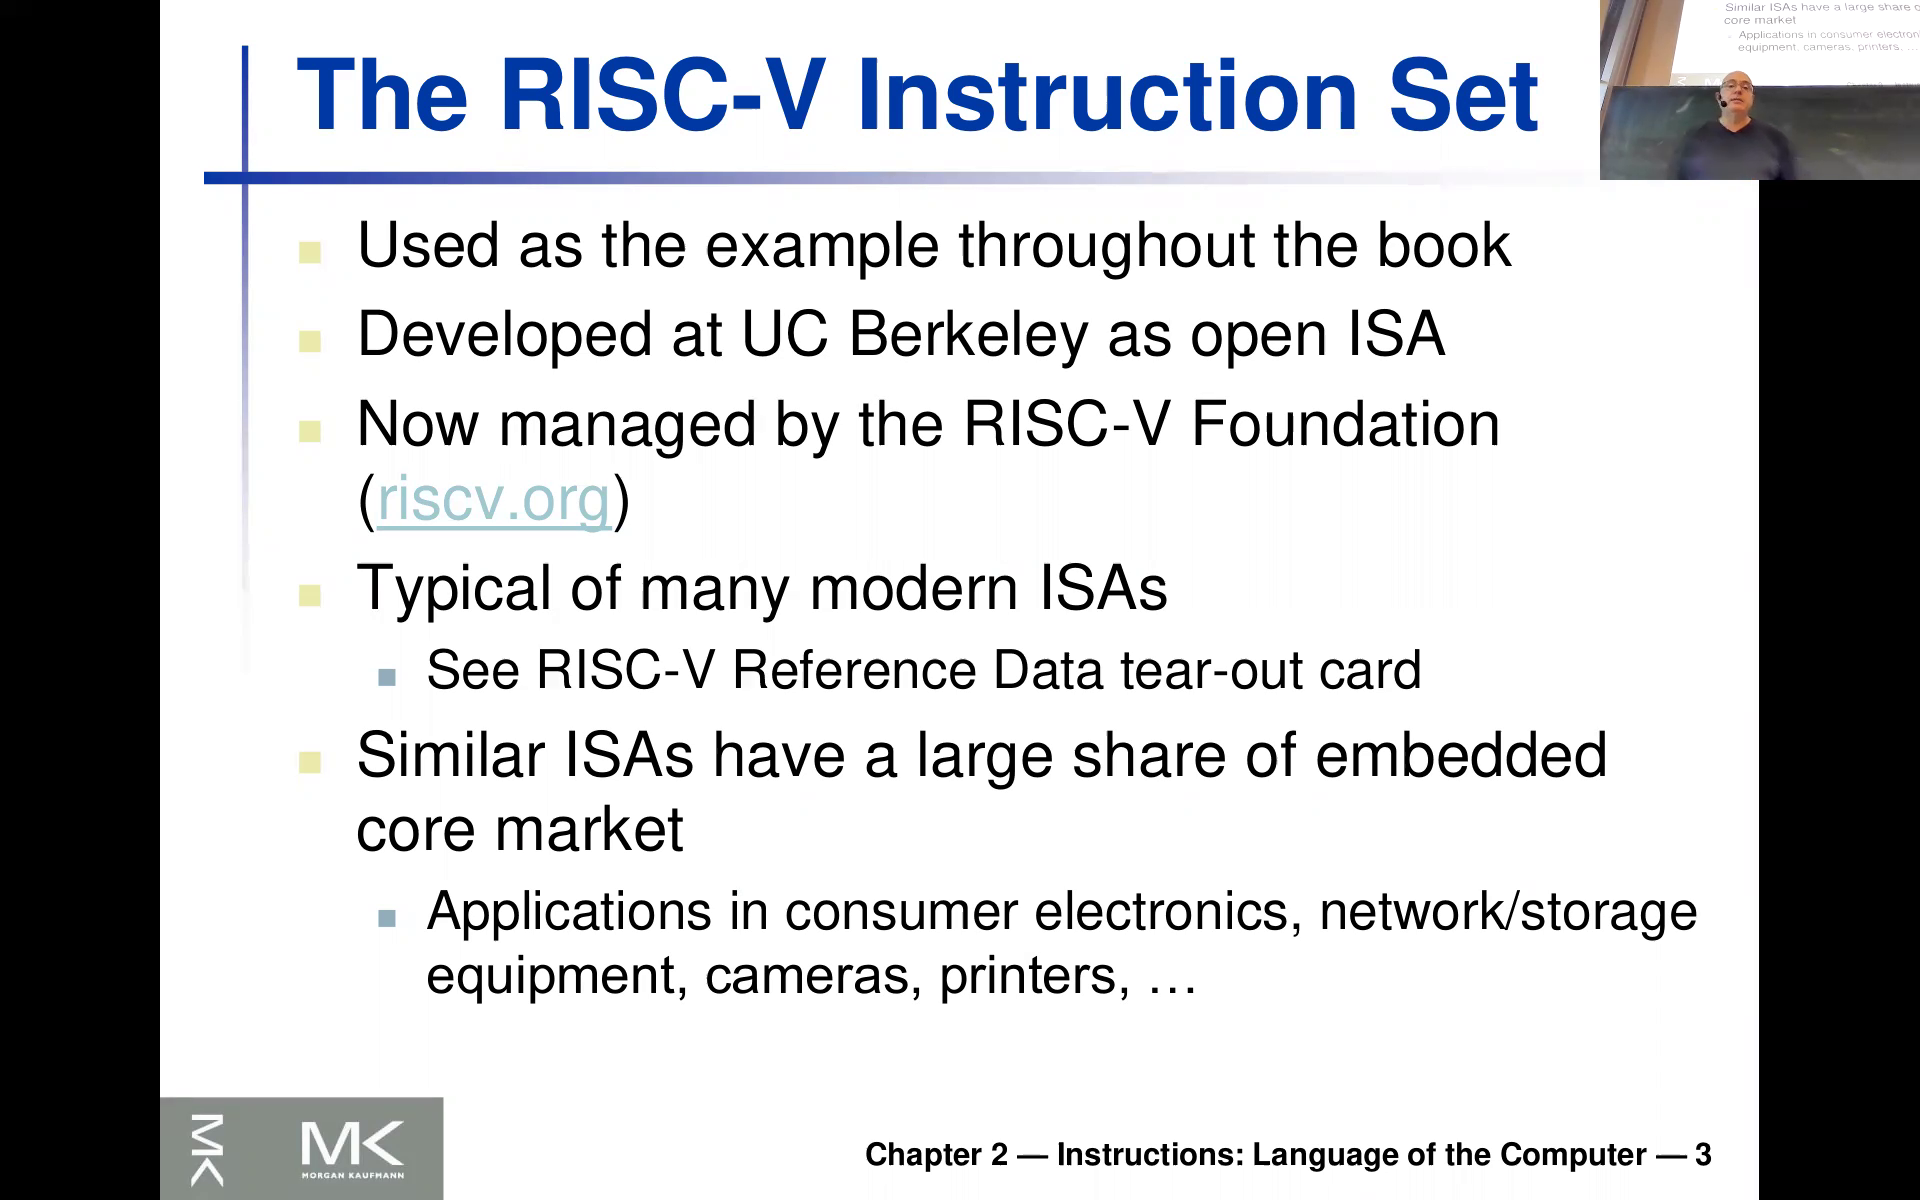 The RISC-V Instruction Set
Used as the example throughout the book
Developed at UC Berkeley as open ISA
Now managed by the RISC-V Foundation
(riscv.org)
Typical of many modern ISAs
See RISC-V Reference Data tear-out card
Similar ISAs have a large share of embedded
core market
Applications in consumer electronics, network/storage
equipment, cameras, printers, …
Similar ISAs have a large share
core market
Applications in consumer
equipment, cameras, printers, …
MK
MK
MORGAN KAUFMANN
Chapter 2 — Instructions: Language of the Computer — 3